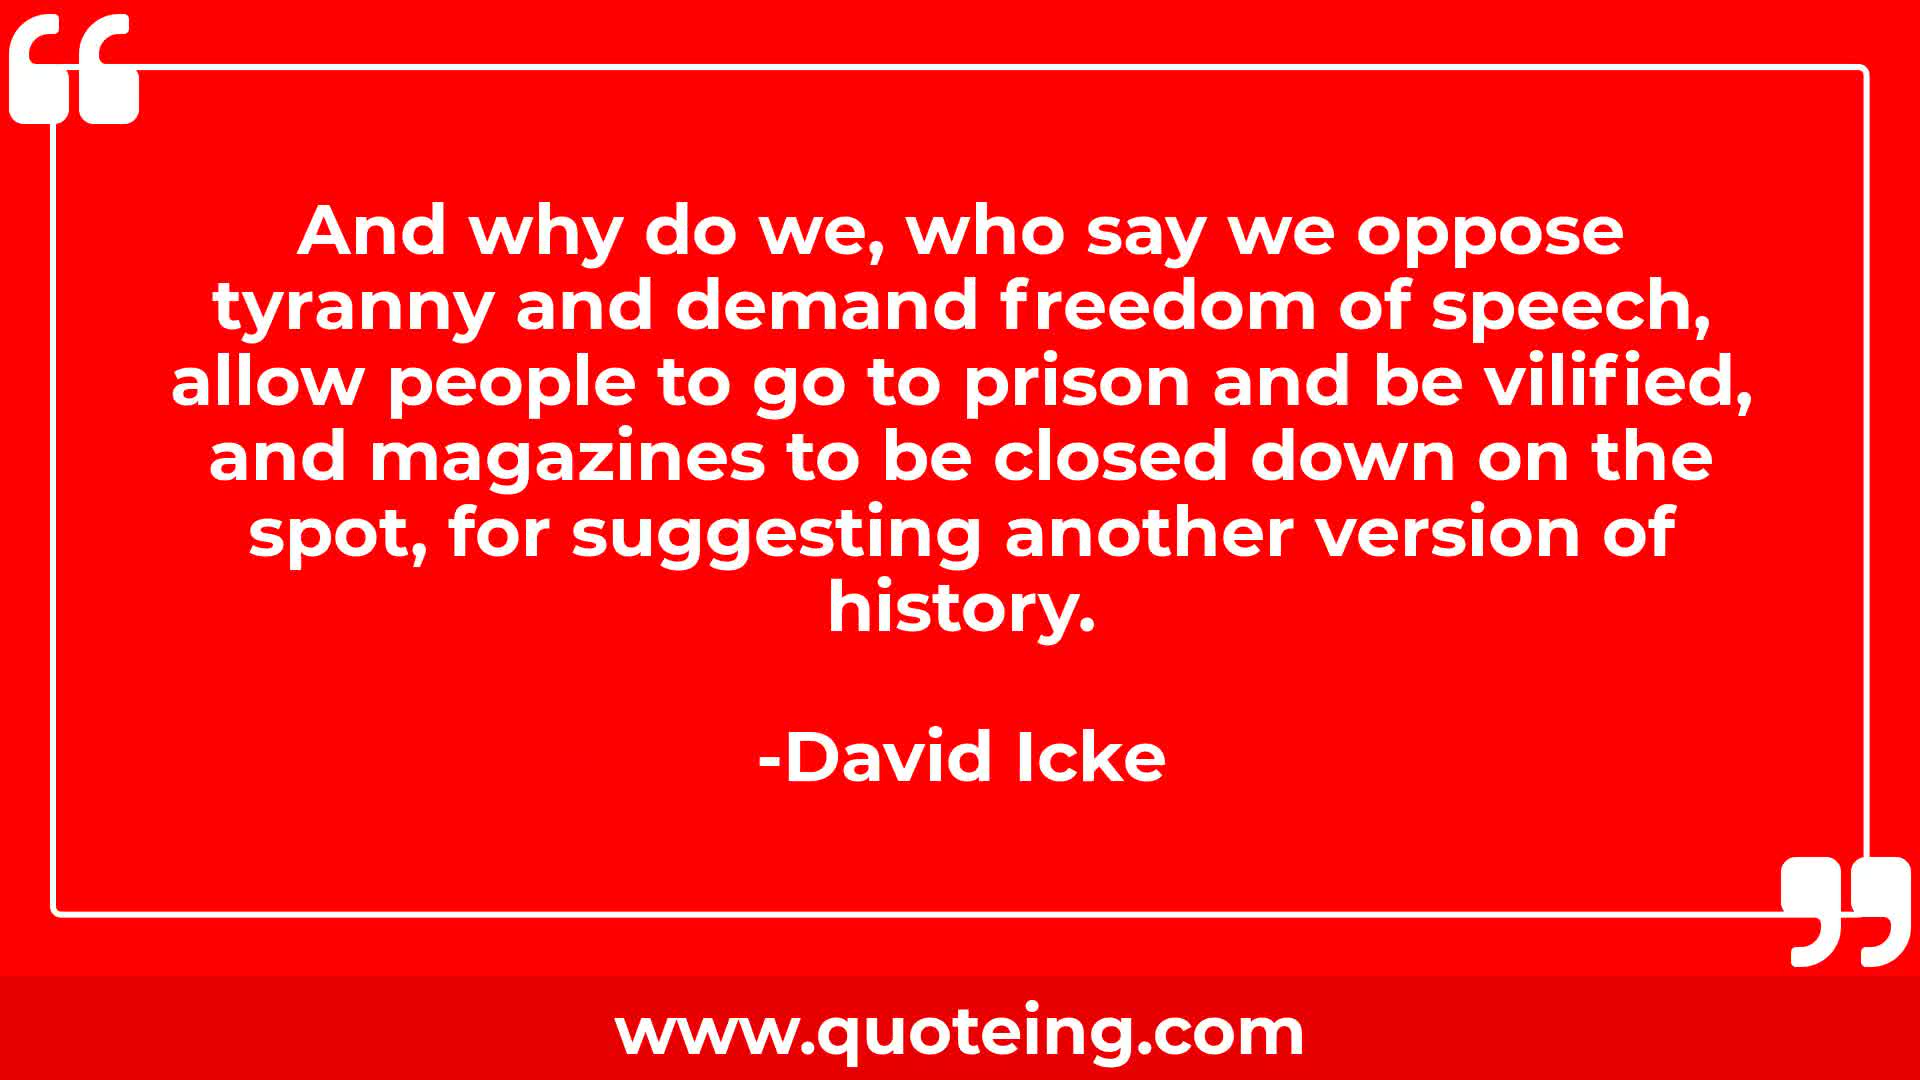 And why do we, who say we oppose
tyranny and demand freedom of speech,
allow people to go to prison and be vilified,
and magazines to be closed down on the
spot, for suggesting another version of
history.
-David Icke
www.quoteing.com